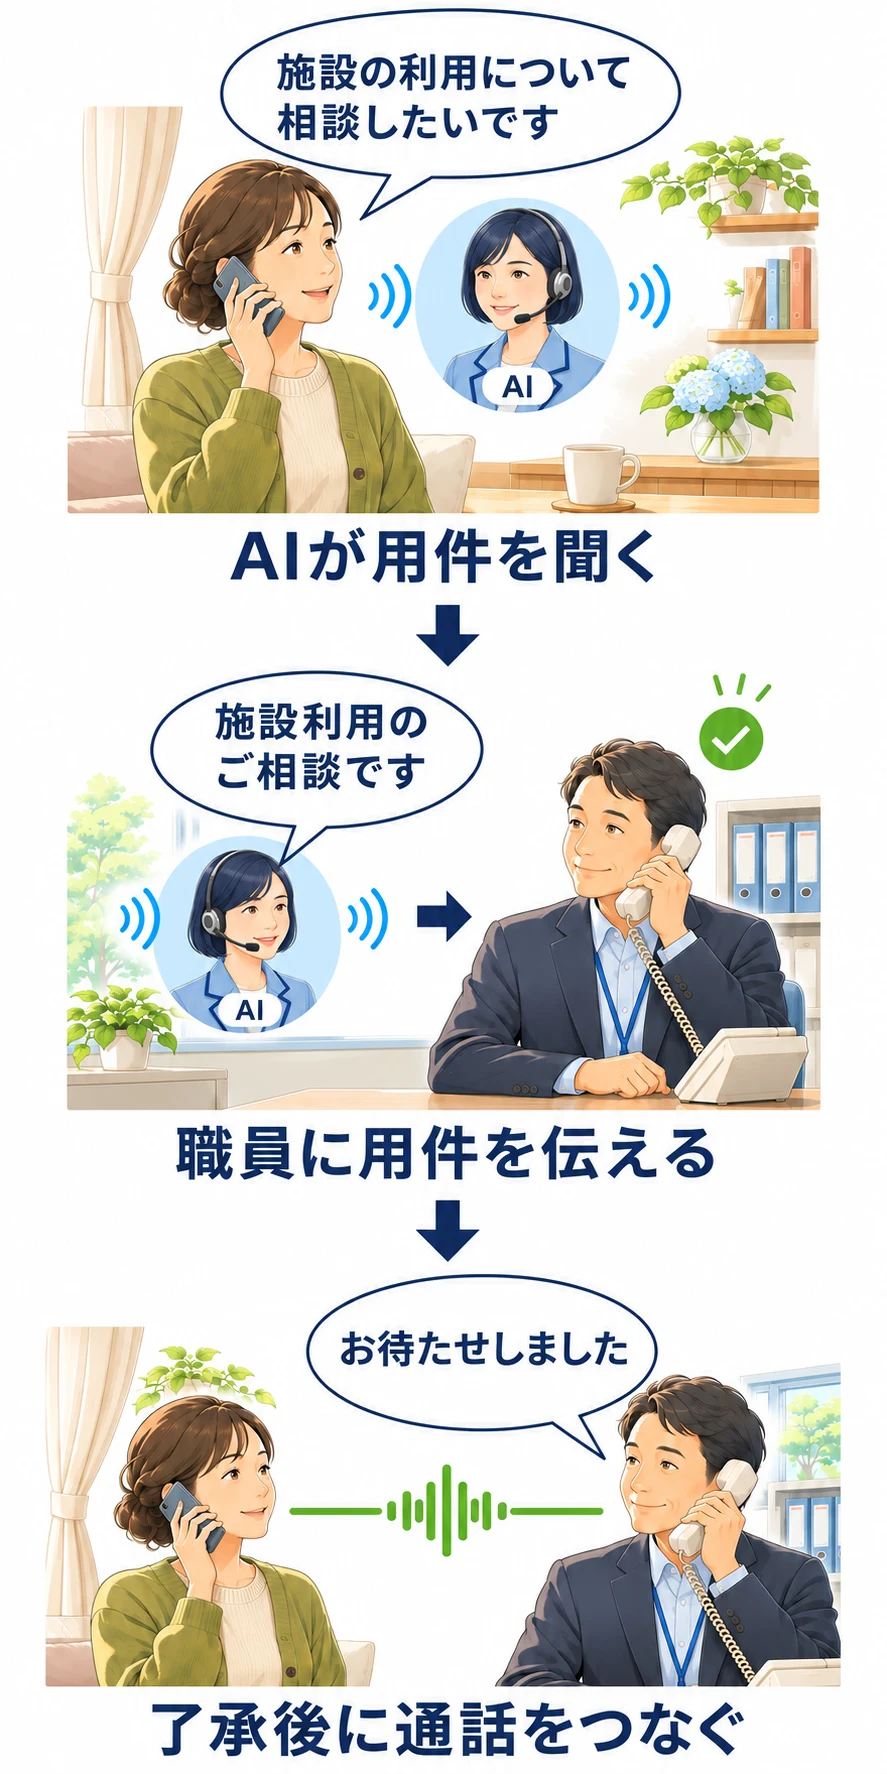 施設の利用について
相談したいです
AI
AIが用件を聞く
施設利用の
ご相談です
AI
職員に用件を伝える
お待たせしました
了承後に通話をつなぐ